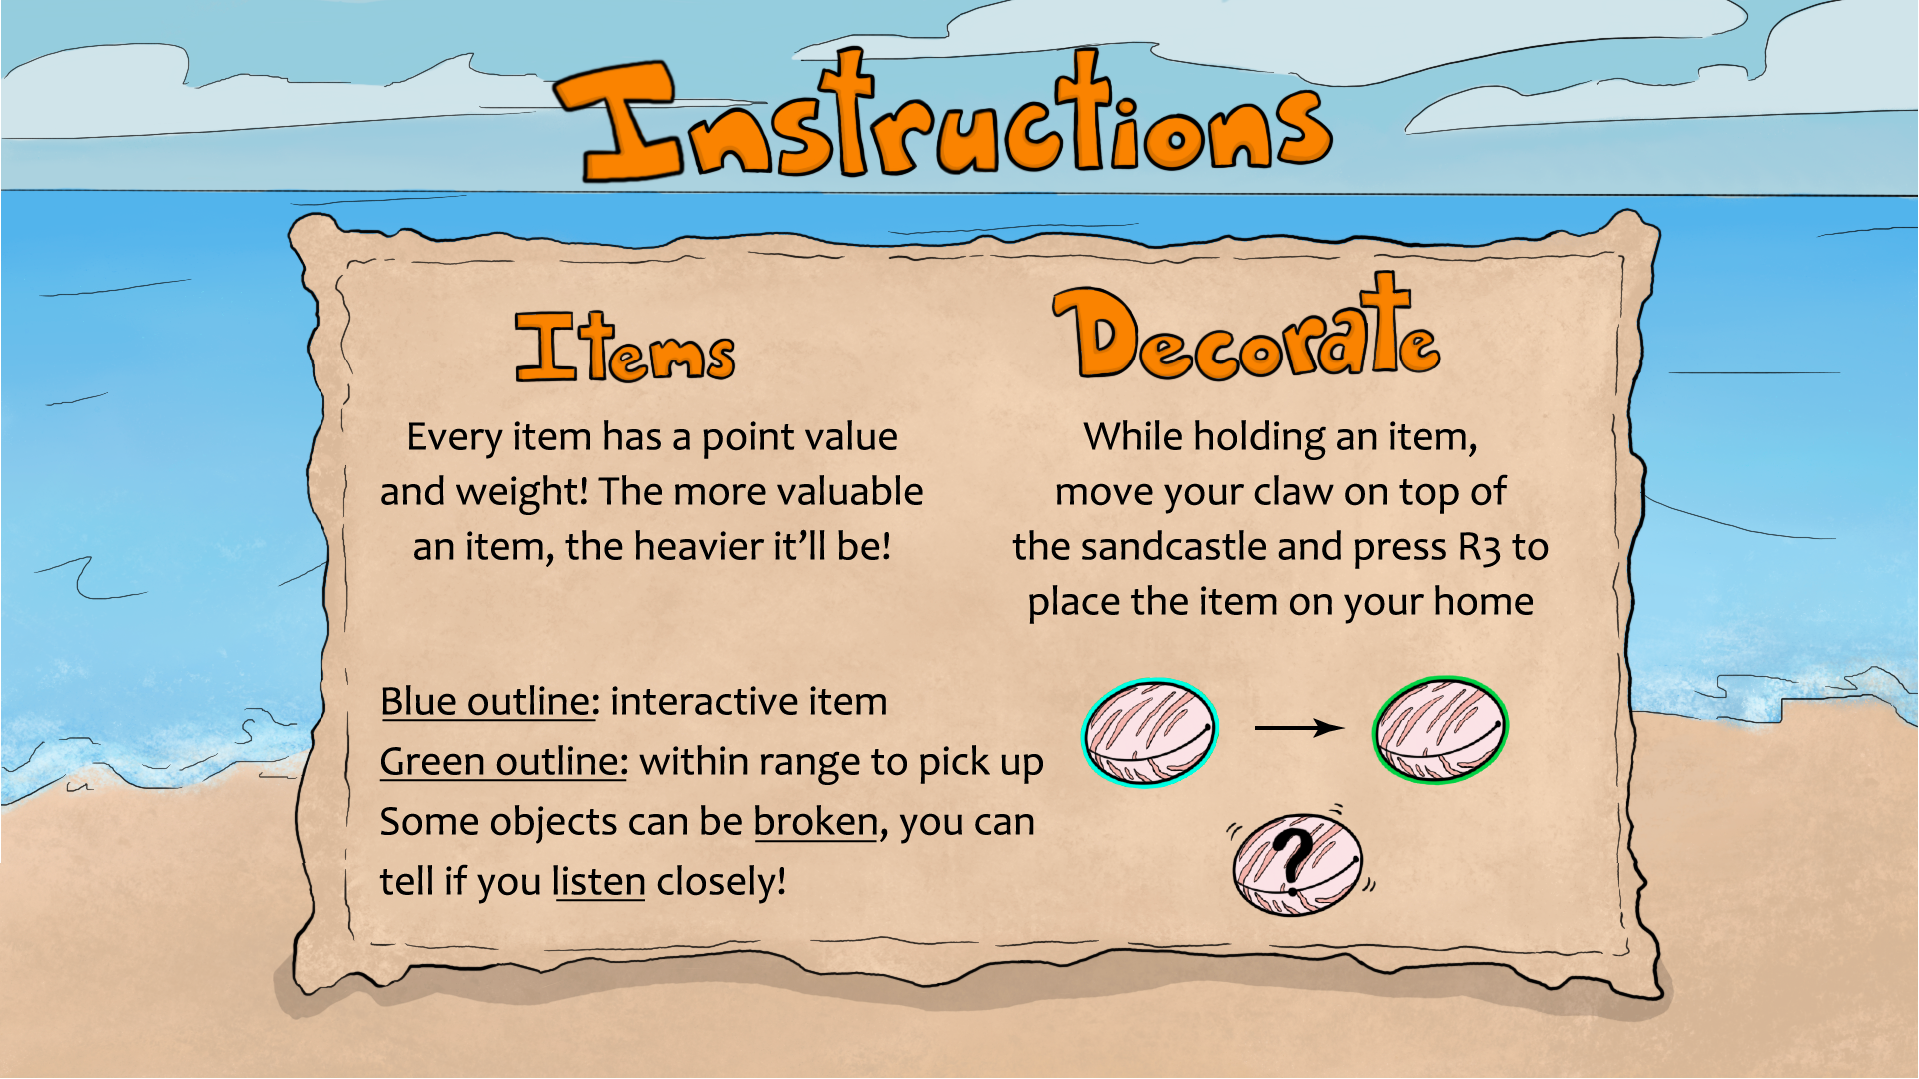 Instructions
Items
Every item has a point value
and weight! The more valuable
an item, the heavier it’ll be!
Decorate
While holding an item,
move your claw on top of
the sandcastle and press R3 to
place the item on your home
Blue outline: interactive item
Green outline: within range to pick up
Some objects can be broken, you can
tell if you listen closely!
?